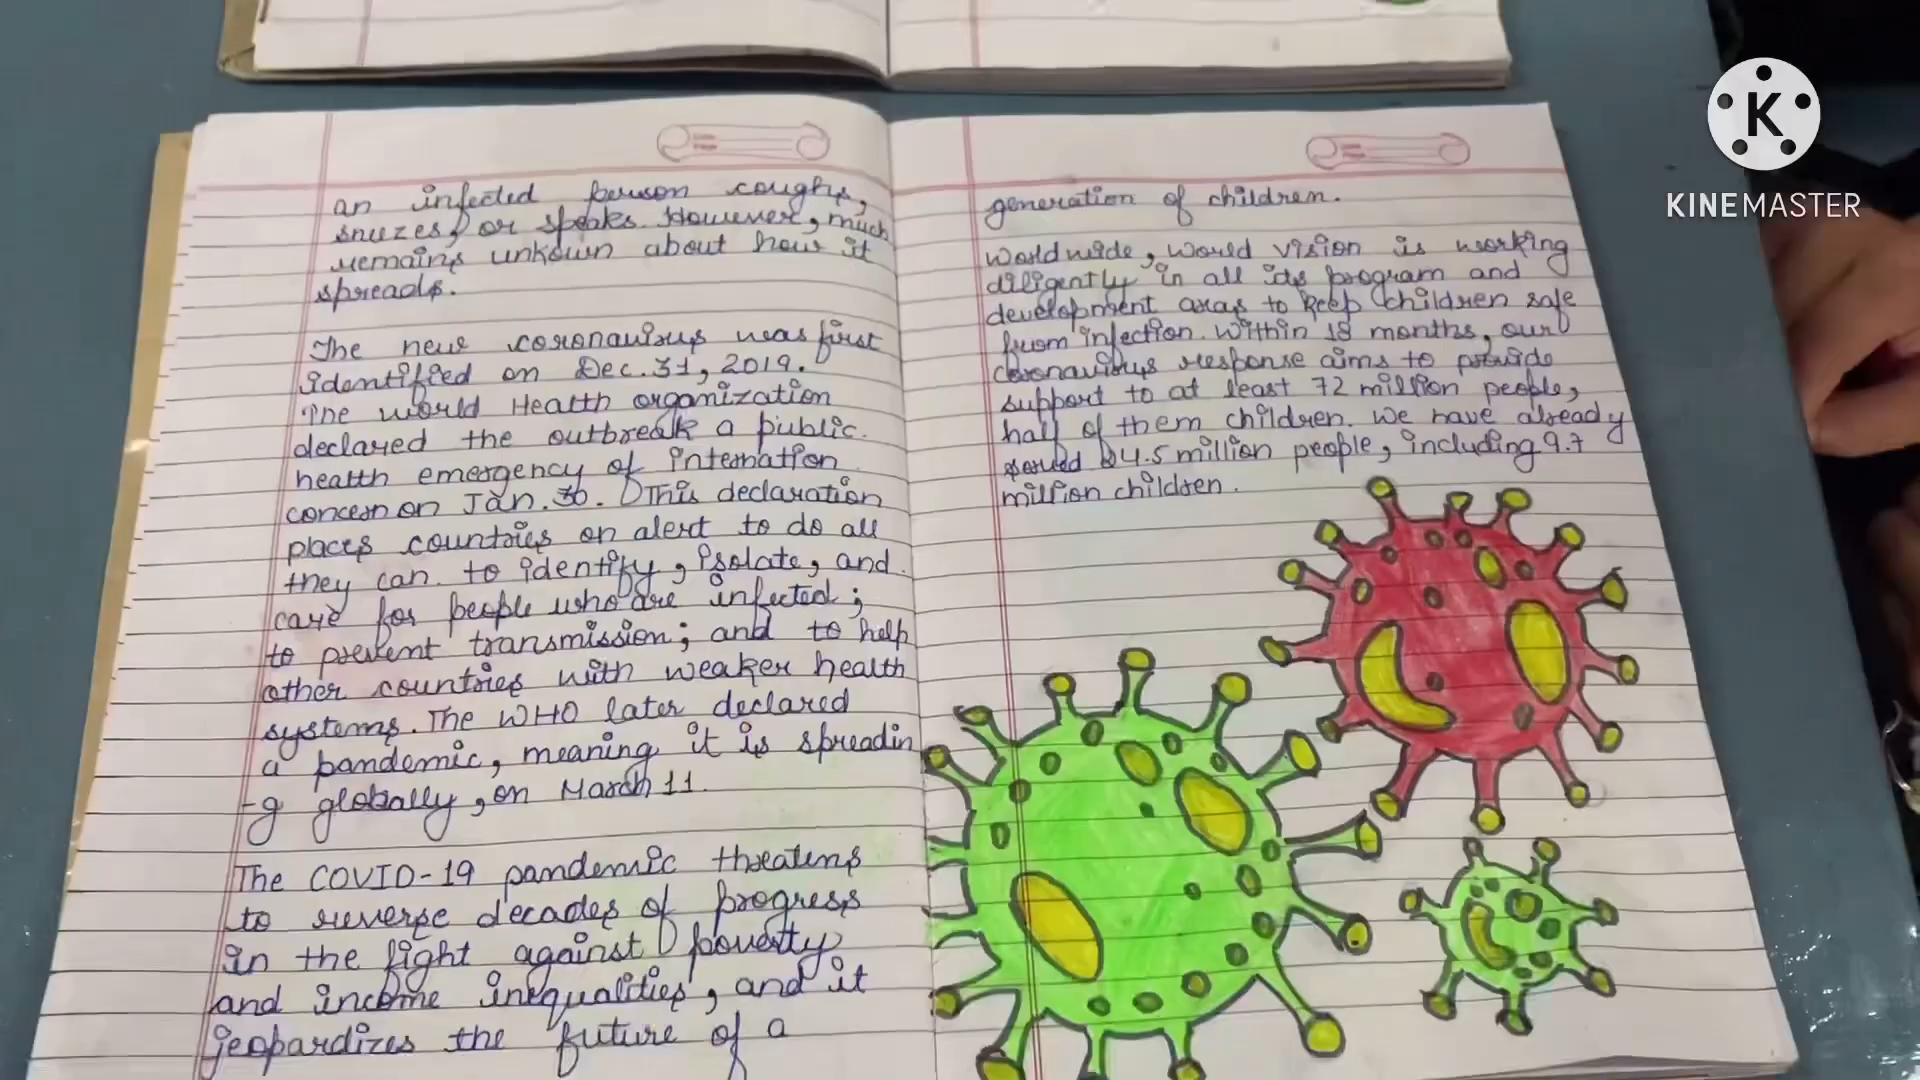 an infected person coughs,
snezes, or speaks. However, much
remains unkown about how it
spreads.
The new coronavirus was first
identified on Dec. 31, 2019.
The world Health organization
declared the outbreak a public.
health emergency of internation
concern on Jan. 30. This declaration
places countries on alert to do all
they can. to identify, isolate, and
care for people who are infected;
to prevent transmission; and to help
other countries with weaker health
systems. The WHO later declared
a pandemic, meaning it is spreadin
-g globally, on March 11.
The COVID-19 pandemic threatens
to reverse decades of progress
in the fight against poverty
and income inequalities, and it
jeopardizes the future of a
generation of children.
Worldwide, World vision is working
diligently in all its program and
development aras to keep children safe
from infection. Within 18 months, our
coronavirus response aims to provide
support to at least 72 million people,
half of them children. We have already
served 4.5 million people, including 9.7
million children.
K
KINEMASTER